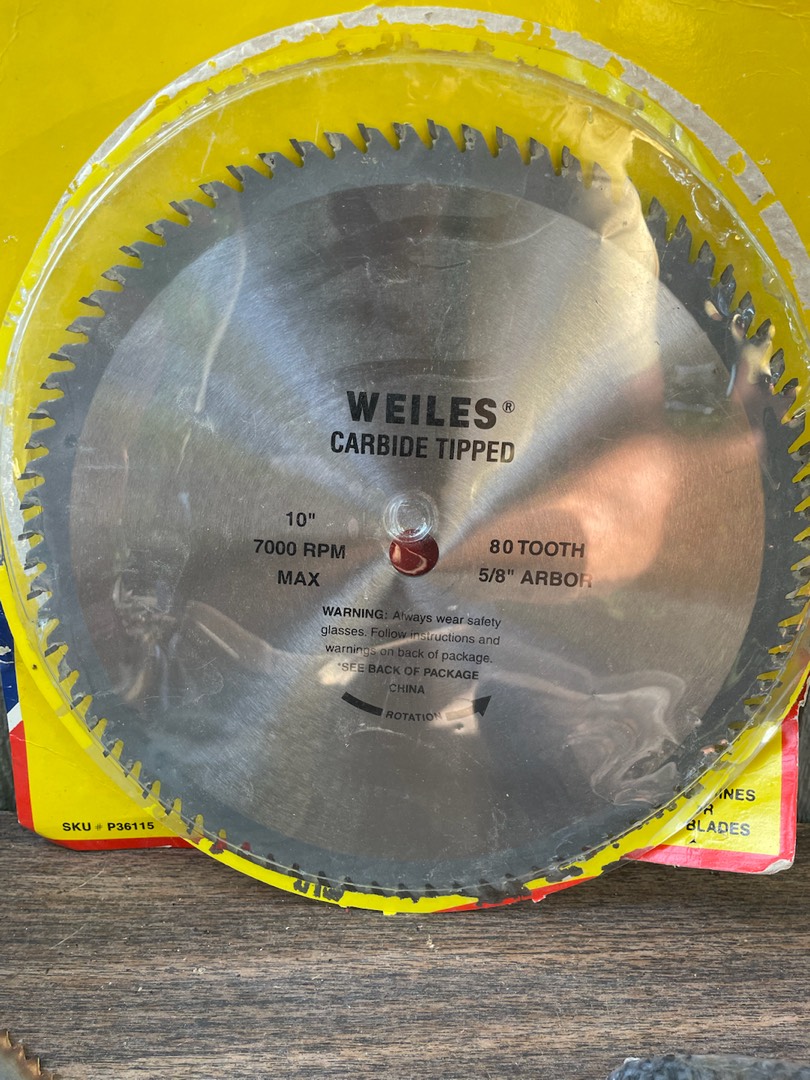 WEILES®
CARBIDE TIPPED
10"
7000 RPM
MAX
80 TOOTH
5/8" ARBOR
WARNING: Always wear safety
glasses. Follow instructions and
warnings on back of package.
*SEE BACK OF PACKAGE
CHINA
ROTATION
SKU # P36115
BLADES